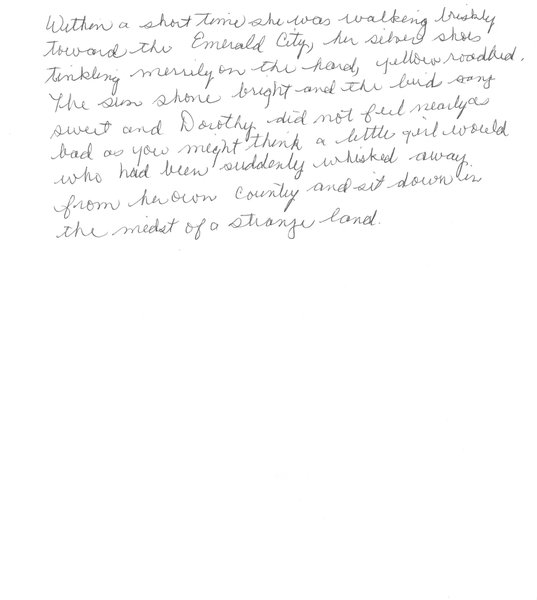 Within a short time she was walking briskly
toward the Emerald City, her silver shoes
tinkling merrily on the hard, yellow roadbed.
The sun shone bright and the bird sang
sweet and Dorothy did not feel nearly as
bad as you might think a little girl would
who had been suddenly whisked away
from her own country and sit down in
the midst of a strange land.